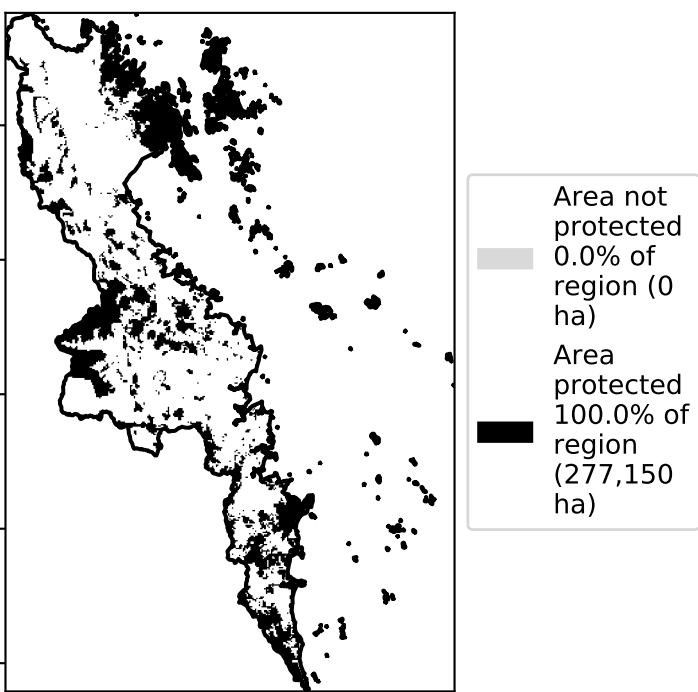 Area not
protected
0.0% of
region (0
ha)
Area
protected
100.0% of
region
(277,150
ha)